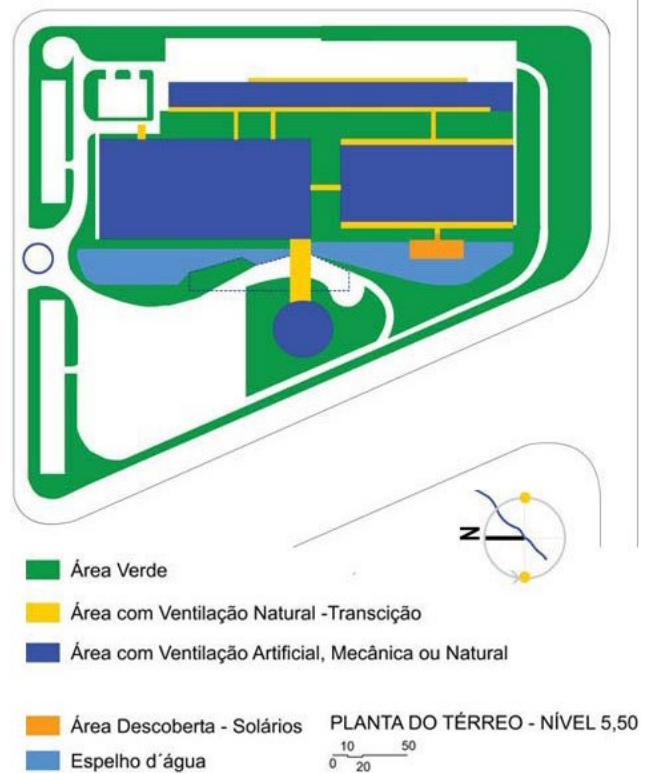 N
Área Verde
Área com Ventilação Natural -Transcição
Área com Ventilação Artificial, Mecânica ou Natural
Área Descoberta - Solários
Espelho d´água
PLANTA DO TÉRREO - NÍVEL 5,50
10 50
0 20